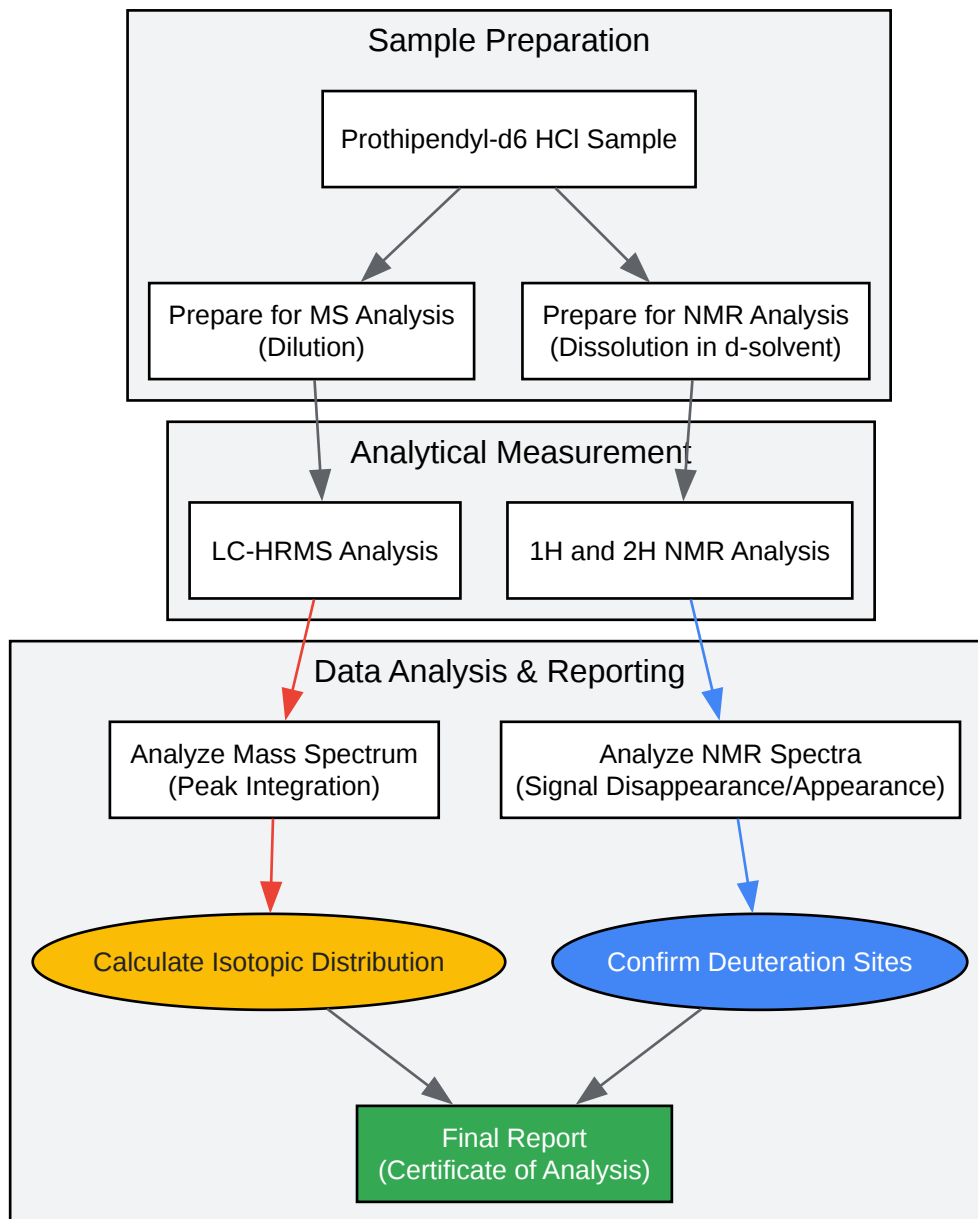 Sample Preparation
Prothipendyl-d6 HCl Sample
Prepare for MS Analysis
(Dilution)
Prepare for NMR Analysis
(Dissolution in d-solvent)
Analytical Measurement
LC-HRMS Analysis
1H and 2H NMR Analysis
Data Analysis & Reporting
Analyze Mass Spectrum
(Peak Integration)
Analyze NMR Spectra
(Signal Disappearance/Appearance)
Calculate Isotopic Distribution
Confirm Deuteration Sites
Final Report
(Certificate of Analysis)